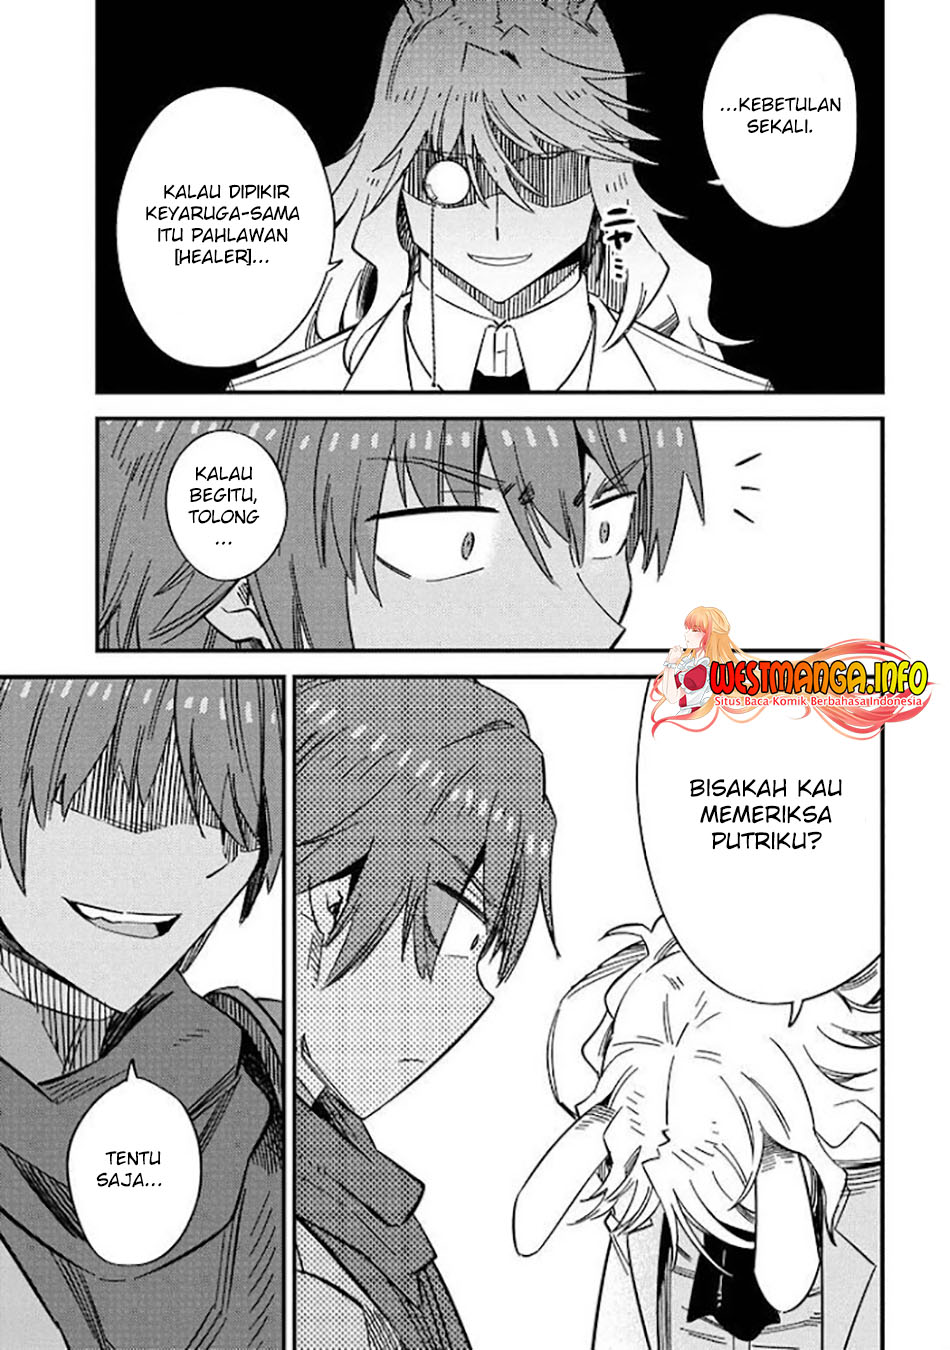 ...KEBETULAN
SEKALI.
KALAU DIPIKIR
KEYARUGA-SAMA
ITU PAHLAWAN
[HEALER]...
ニヤ...
KALAU
BEGITU,
TOLONG
...
WESTMANGA.INFO
Situs Baca Komik Berbahasa Indonesia
BISAKAH KAU
MEMERIKSA
PUTRIKU?
TENTU
SAJA...